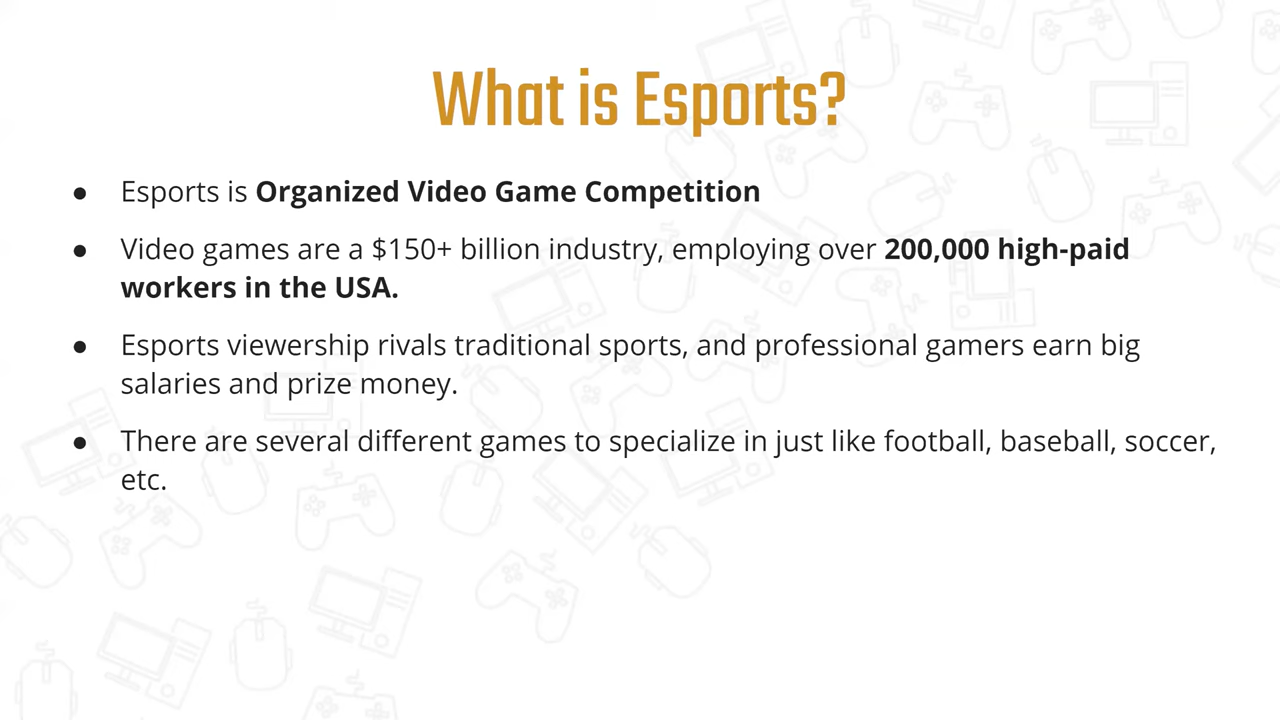 What is Esports?
● Esports is Organized Video Game Competition
● Video games are a $150+ billion industry, employing over 200,000 high-paid
workers in the USA.
● Esports viewership rivals traditional sports, and professional gamers earn big
salaries and prize money.
● There are several different games to specialize in just like football, baseball, soccer,
etc.